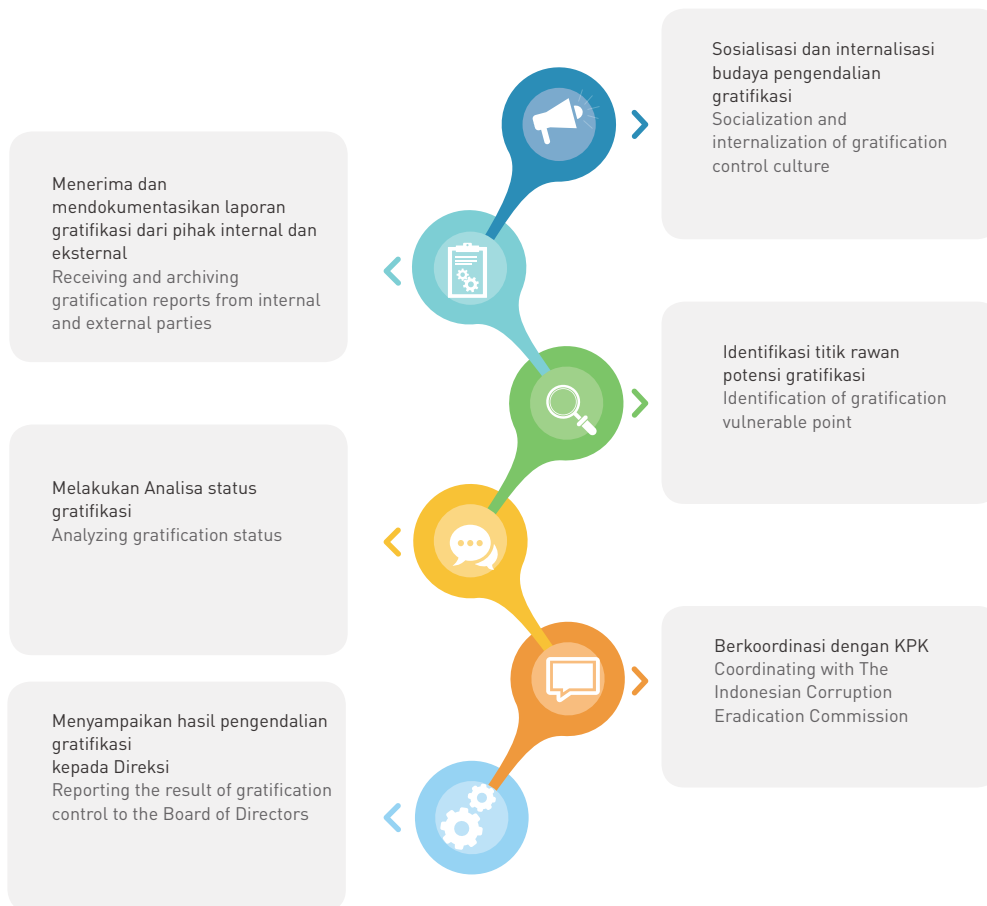 Sosialisasi dan internalisasi
budaya pengendalian
gratifikasi
Socialization and
internalization of gratification
control culture
Menerima dan
mendokumentasikan laporan
gratifikasi dari pihak internal dan
eksternal
Receiving and archiving
gratification reports from internal
and external parties
Identifikasi titik rawan
potensi gratifikasi
Identification of gratification
vulnerable point
Melakukan Analisa status
gratifikasi
Analyzing gratification status
Berkoordinasi dengan KPK
Coordinating with The
Indonesian Corruption
Eradication Commission
Menyampaikan hasil pengendalian
gratifikasi
kepada Direksi
Reporting the result of gratification
control to the Board of Directors